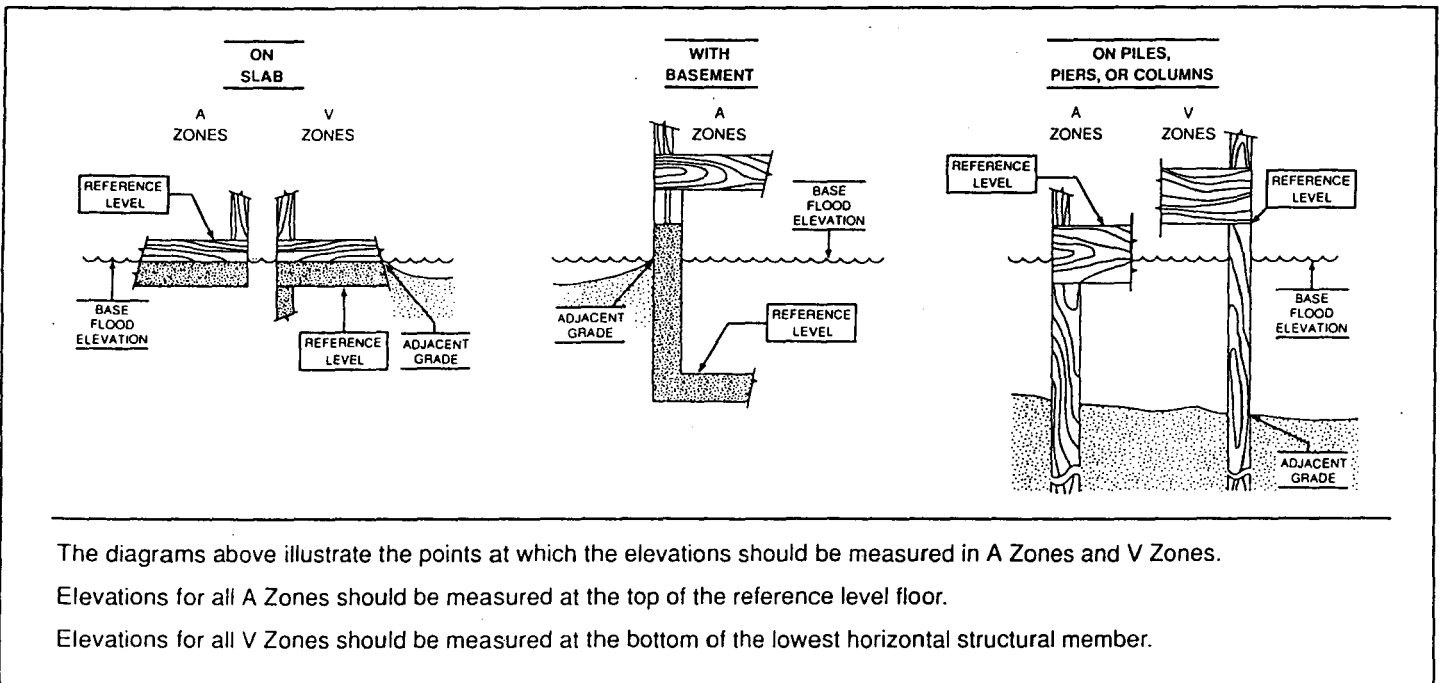 ON
SLAB
A
ZONES
V
ZONES
REFERENCE
LEVEL
BASE
FLOOD
ELEVATION
REFERENCE
LEVEL
ADJACENT
GRADE
WITH
BASEMENT
A
ZONES
BASE
FLOOD
ELEVATION
ADJACENT
GRADE
REFERENCE
LEVEL
ON PILES,
PIERS, OR COLUMNS
A
ZONES
V
ZONES
REFERENCE
LEVEL
REFERENCE
LEVEL
BASE
FLOOD
ELEVATION
ADJACENT
GRADE
The diagrams above illustrate the points at which the elevations should be measured in A Zones and V Zones.
Elevations for all A Zones should be measured at the top of the reference level floor.
Elevations for all V Zones should be measured at the bottom of the lowest horizontal structural member.